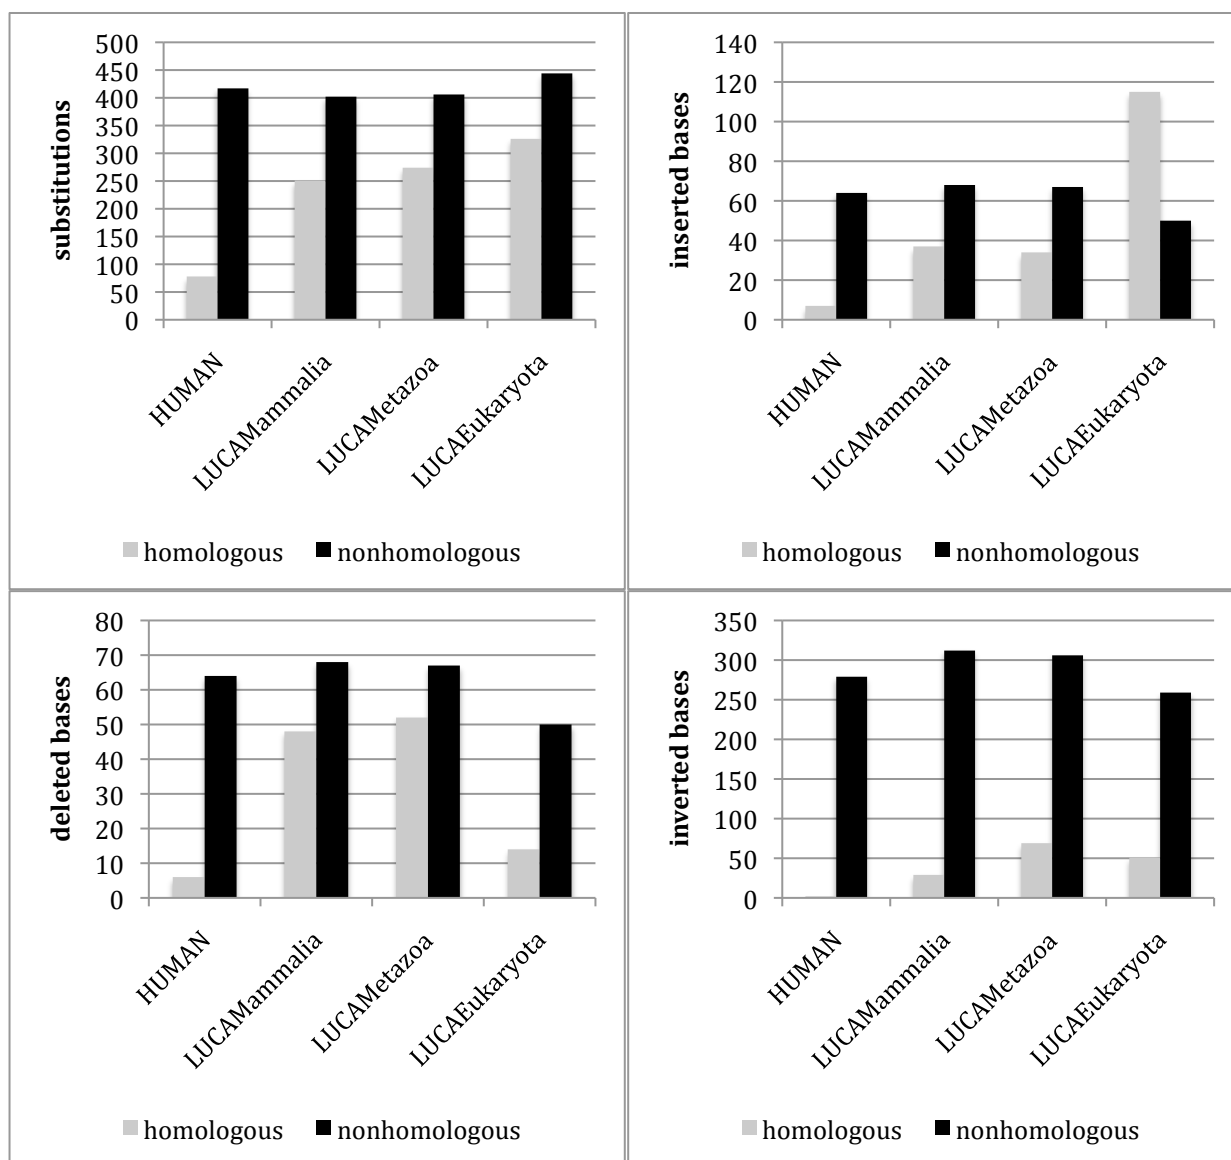 substitutions
500
450
400
350
300
250
200
150
100
50
0
HUMAN
LUCAMammalia
LUCAMetazoa
LUCAEukaryota
homologous nonhomologous
inserted bases
140
120
100
80
60
40
20
0
HUMAN
LUCAMammalia
LUCAMetazoa
LUCAEukaryota
homologous nonhomologous
deleted bases
80
70
60
50
40
30
20
10
0
HUMAN
LUCAMammalia
LUCAMetazoa
LUCAEukaryota
homologous nonhomologous
inverted bases
350
300
250
200
150
100
50
0
HUMAN
LUCAMammalia
LUCAMetazoa
LUCAEukaryota
homologous nonhomologous